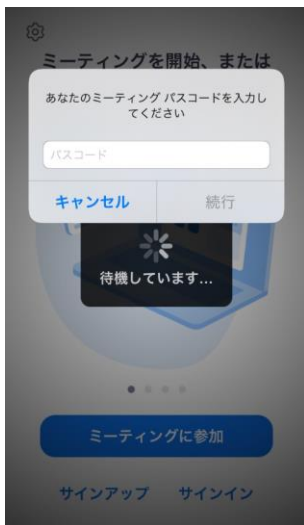 ミーティングを開始、または
あなたのミーティング パスコードを入力し
てください
パスコード
キャンセル
続行
待機しています...
ミーティングに参加
サインアップ
サインイン